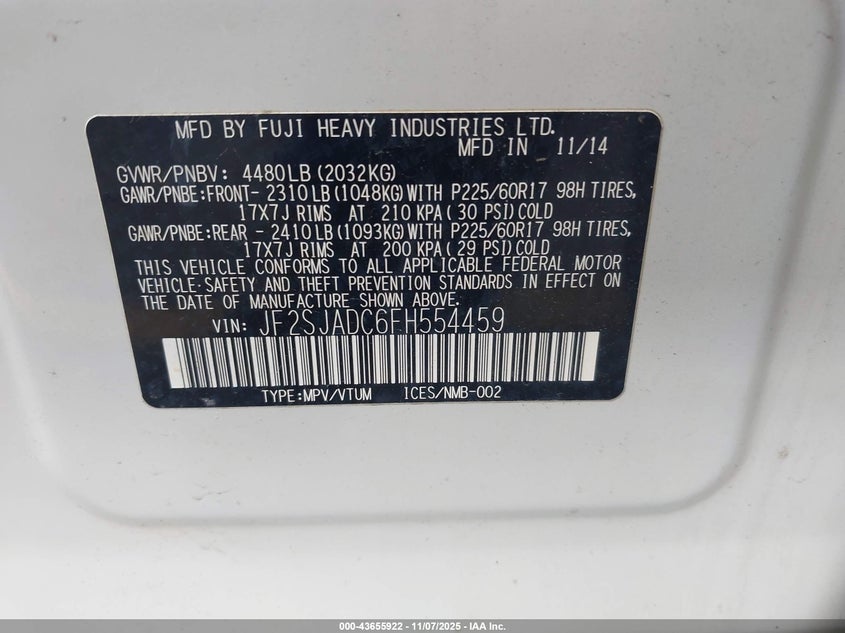 MFD BY FUJI HEAVY INDUSTRIES LTD.
MFD IN 11/14
GVWR/PNBV: 4480LB(2032KG)
GAWR/PNBE:FRONT- 2310LB(1048KG)WITH P225/60R17 98H TIRES,
17X7J RIMS AT 210 KPA( 30 PSI)COLD
GAWR/PNBE:REAR - 2410LB(1093KG)WITH P225/60R17 98H TIRES,
17X7J RIMS AT 200 KPA( 29 PSI)COLD
THIS VEHICLE CONFORMS TO ALL APPLICABLE FEDERAL MOTOR
VEHICLE-SAFETY AND THEFT PREVENTION STANDARDS IN EFFECT ON
THE DATE OF MANUFACTURE SHOWN ABOVE.
VIN: JF2SJADC6FH554459
TYPE:MPV/VTUM ICES/NMB-002
000-43655922 - 11/07/2025 - IAA Inc.